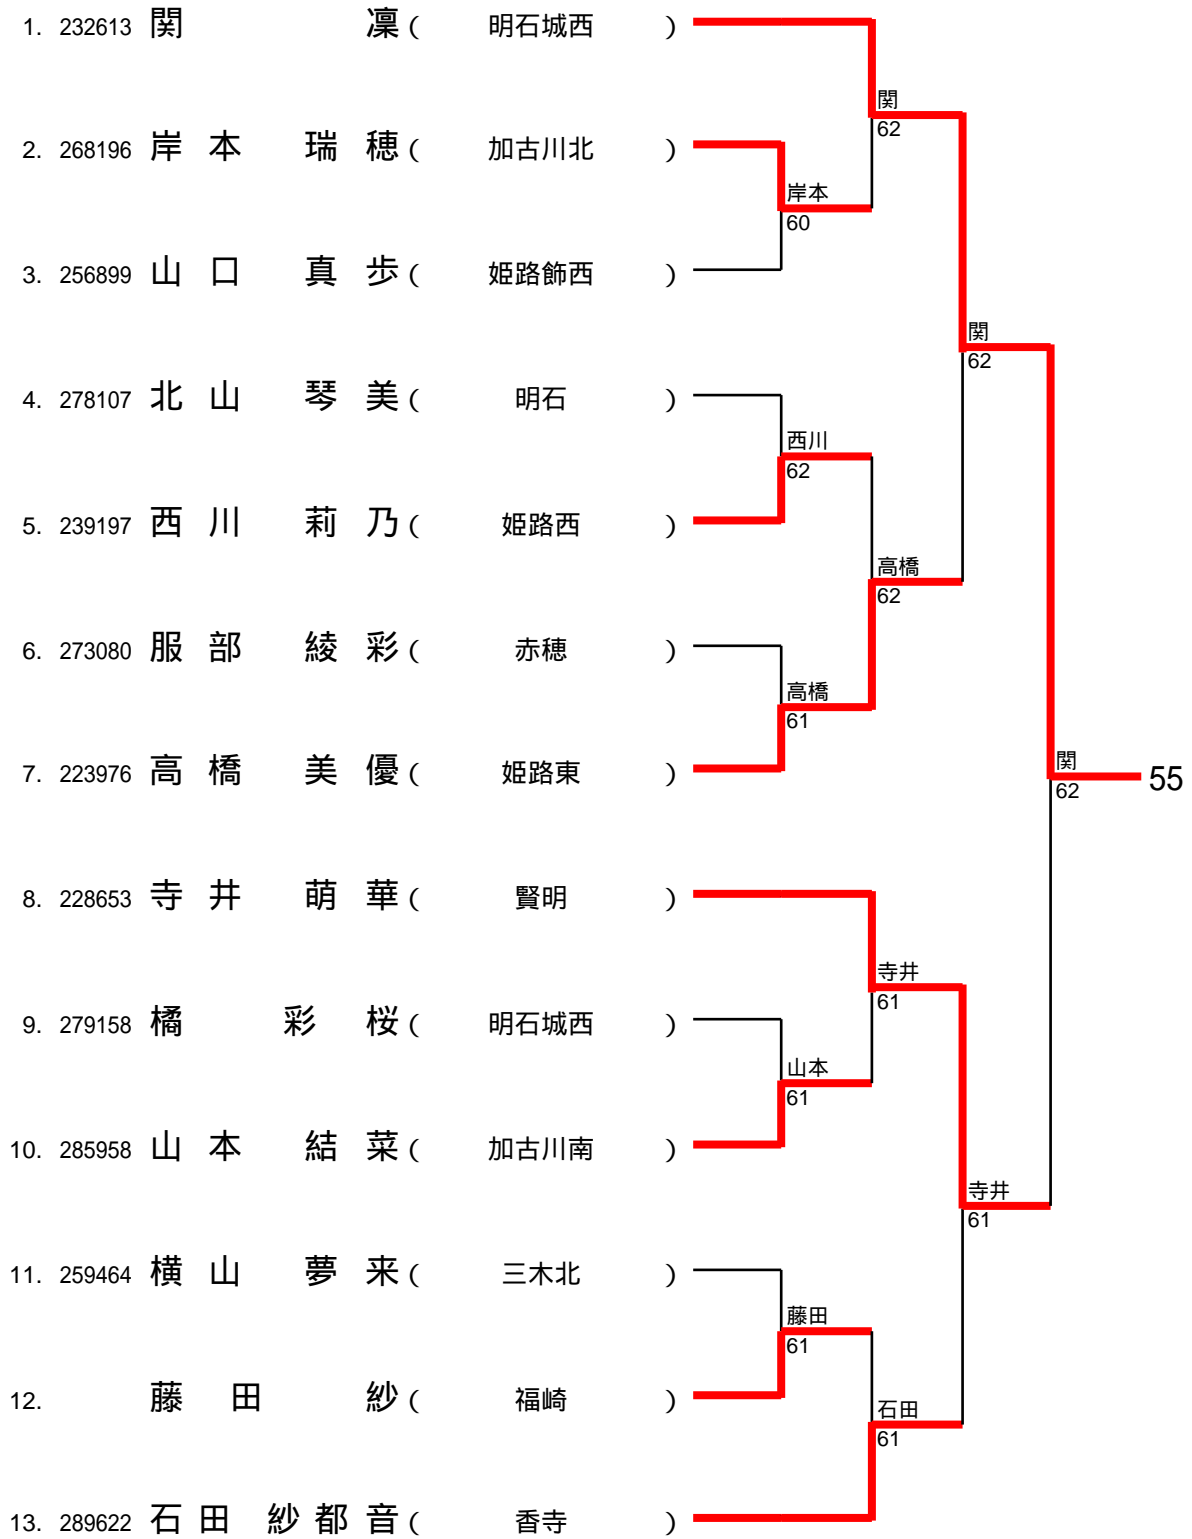 1. 232613 関 凜 ( 明石城西 )
関
62
2. 268196 岸本 瑞穂 ( 加古川北 )
岸本
60
3. 256899 山口 真歩 ( 姫路飾西 )
関
62
4. 278107 北山 琴美 ( 明石 )
西川
62
5. 239197 西川 莉乃 ( 姫路西 )
高橋
62
6. 273080 服部 綾彩 ( 赤穂 )
高橋
61
7. 223976 高橋 美優 ( 姫路東 )
関
62
55
8. 228653 寺井 萌華 ( 賢明 )
寺井
61
9. 279158 橘 彩桜 ( 明石城西 )
山本
61
10. 285958 山本 結菜 ( 加古川南 )
寺井
61
11. 259464 横山 夢来 ( 三木北 )
藤田
61
12. 藤田 紗 ( 福崎 )
石田
61
13. 289622 石田 紗都音 ( 香寺 )